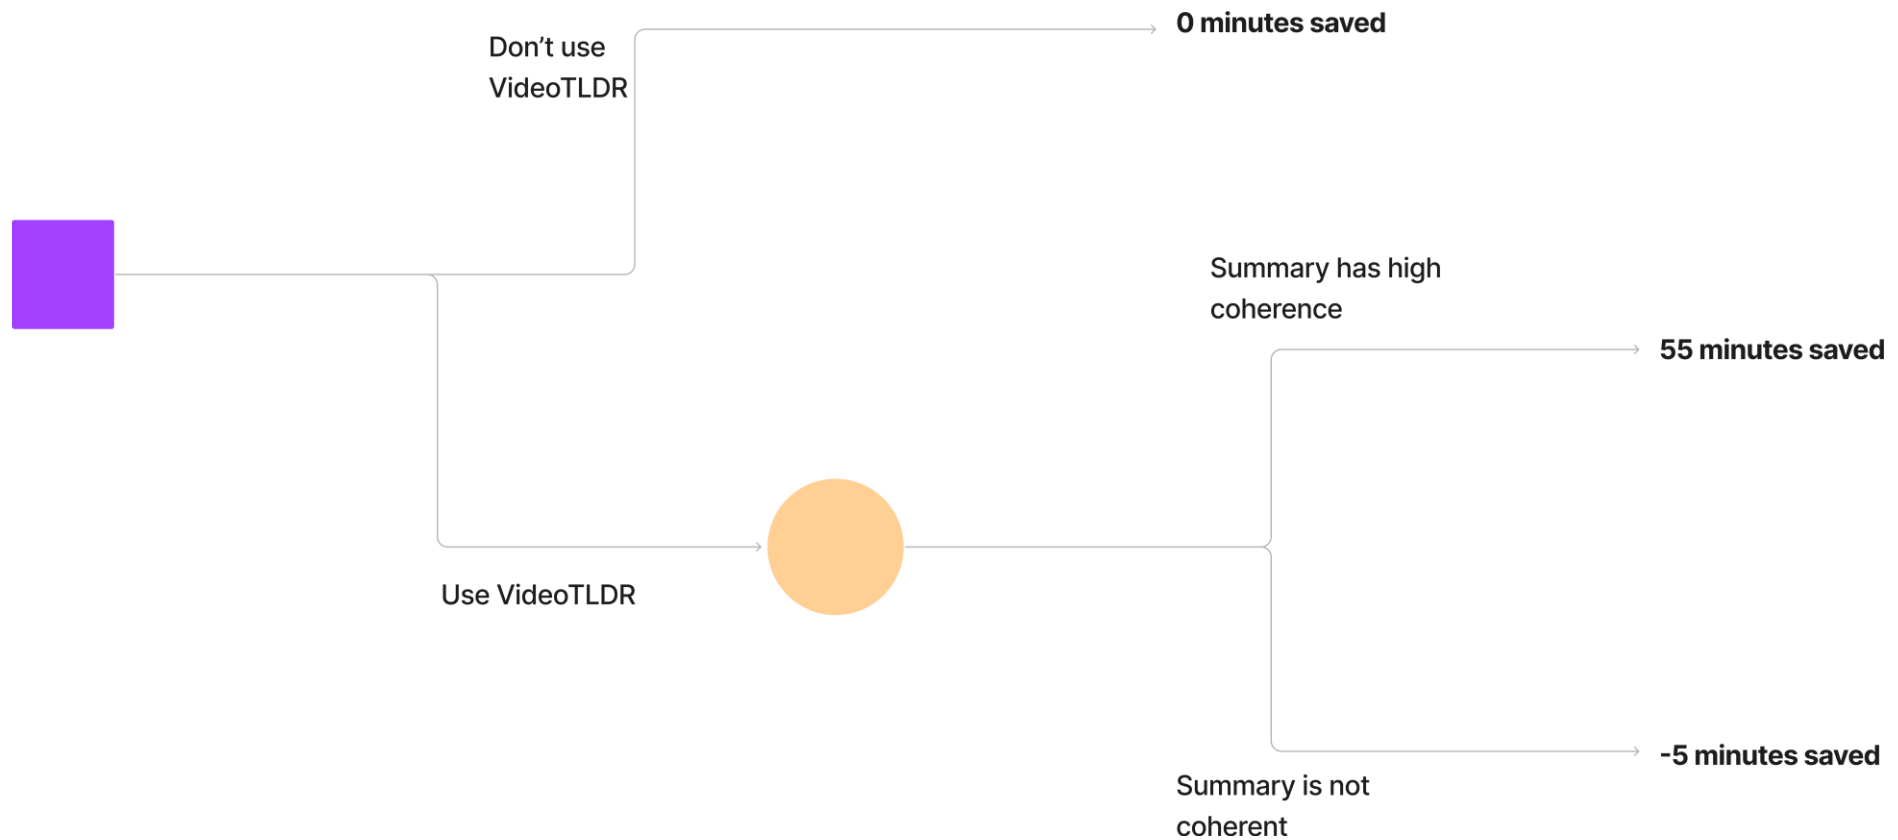 0 minutes saved
Don’t use
VideoTLDR
Summary has high
coherence
55 minutes saved
Use VideoTLDR
-5 minutes saved
Summary is not
coherent